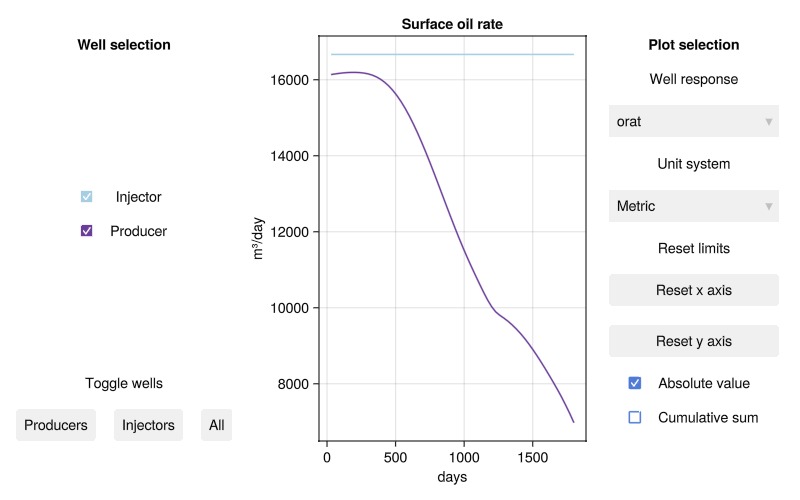 Well selection
Injector
Producer
Toggle wells
Producers Injectors All
Surface oil rate
m³/day
16000
14000
12000
10000
8000
0 500 1000 1500
days
Plot selection
Well response
orat
Unit system
Metric
Reset limits
Reset x axis
Reset y axis
Absolute value
Cumulative sum